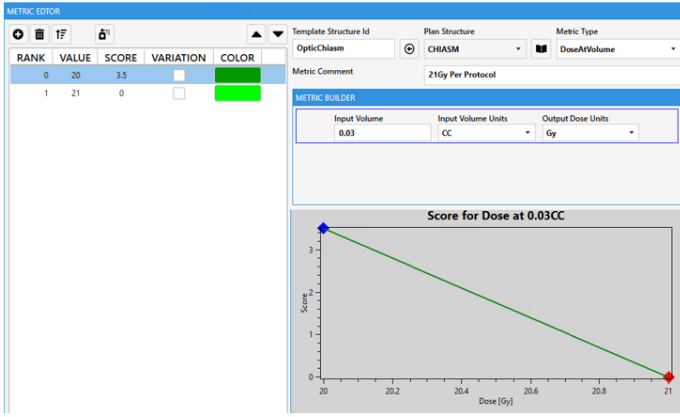 METRIC EDTOR
RANK VALUE SCORE VARIATION COLOR
0 20 3.5
1 21 0
Template Structure Id Plan Structure Metric Type
OpticChiasm CHIASM DoseAtVolume
Metric Comment 21Gy Per Protocol
METRIC BUILDER
Input Volume Input Volume Units Output Dose Units
0.03 CC Gy
Score for Dose at 0.03CC
3
2
1
0
Score
20 20.2 20.4 20.6 20.8 21
Dose [Gy]